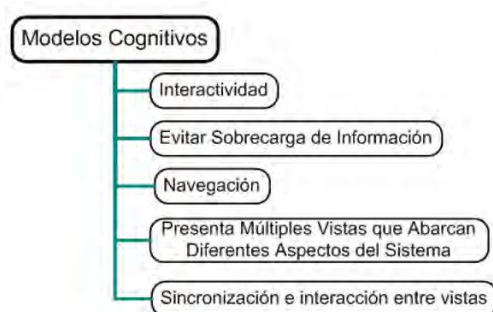 Modelos Cognitivos
Interactividad
Evitar Sobrecarga de Información
Navegación
Presenta Múltiples Vistas que Abarcan
Diferentes Aspectos del Sistema
Sincronización e interacción entre vistas